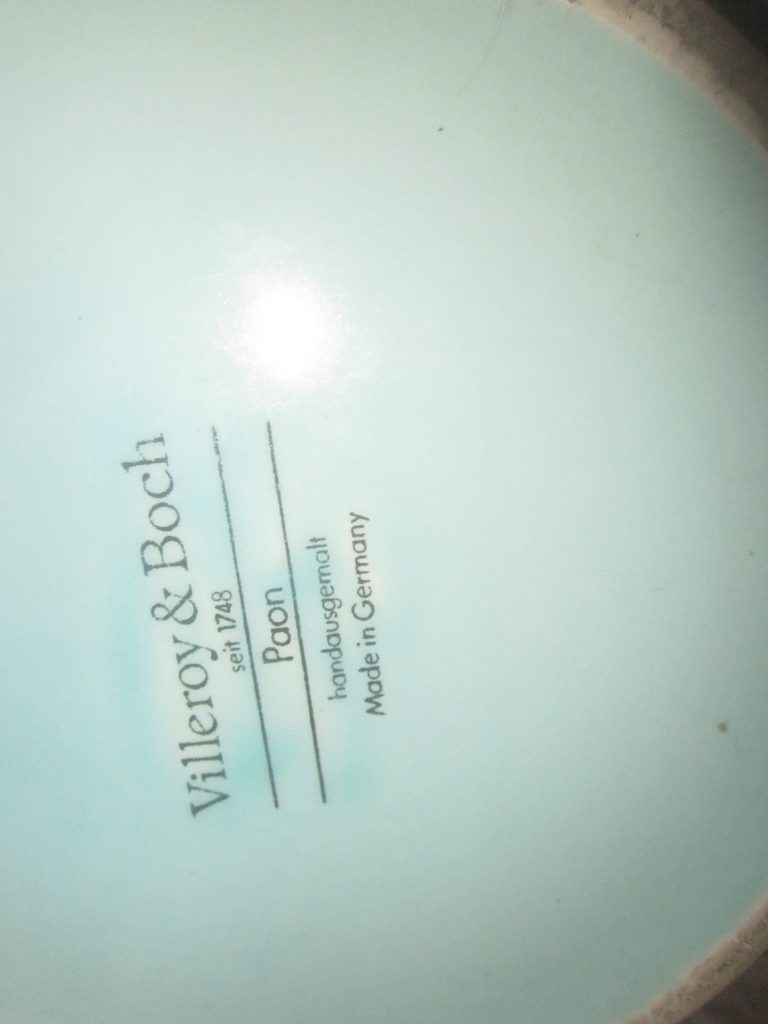 Villeroy & Boch
seit 1748
Paon
handausgemalt
Made in Germany